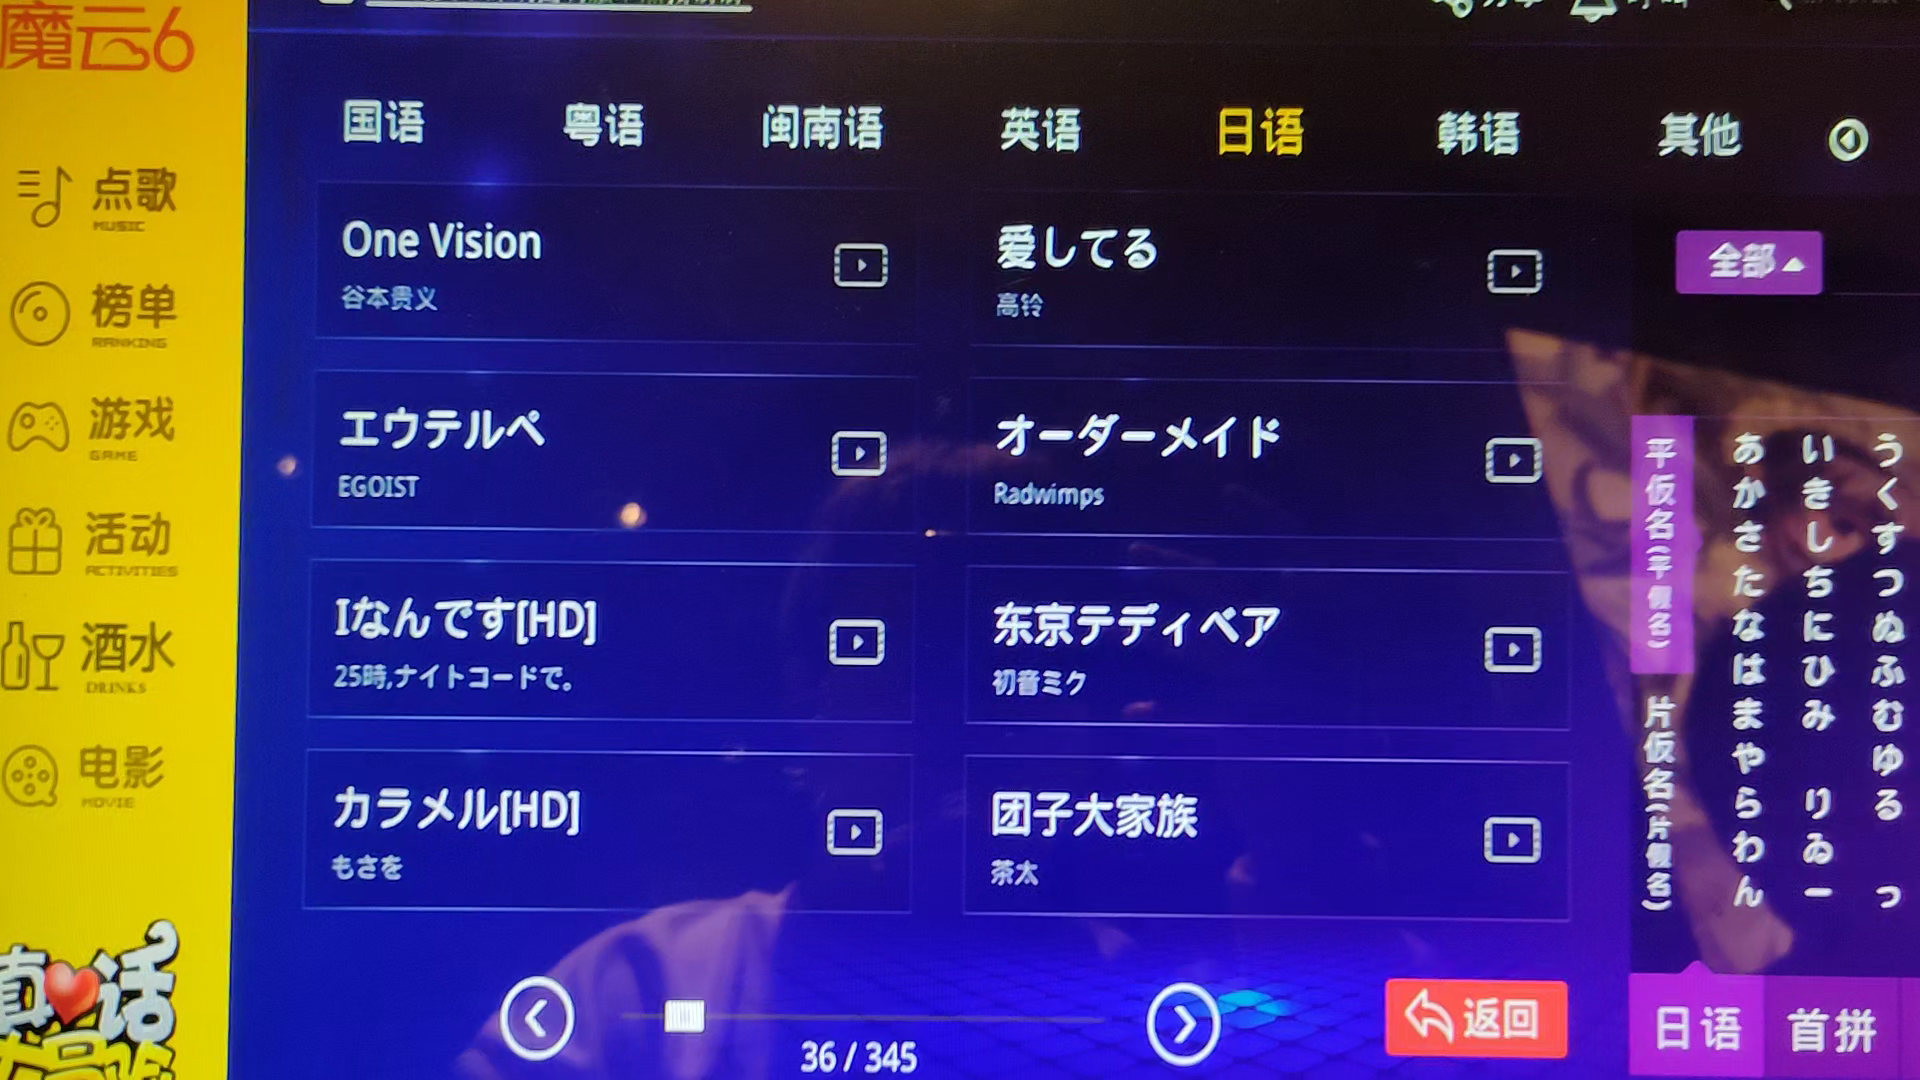 魔云6
点歌
MUSIC
榜单
RANKING
游戏
GAME
活动
ACTIVITIES
酒水
DRINKS
电影
MOVIE
真 话
国语 粤语 闽南语 英语 日语 韩语 其他
One Vision
谷本贵义
爱してる
高铃
エウテルペ
EGOIST
オーダーメイド
Radwimps
Iなんです[HD]
25時,ナイトコードで。
东京テディベア
初音ミク
カラメル[HD]
もさを
团子大家族
茶太
36 / 345
返回
全部
平仮名(平假名)
片仮名(片假名)
あ い う
か き く
さ し す
た ち つ
な に ぬ
は ひ ふ
ま み む
や ゆ
ら り る
わ ゐ
ん ー っ
日语 首拼